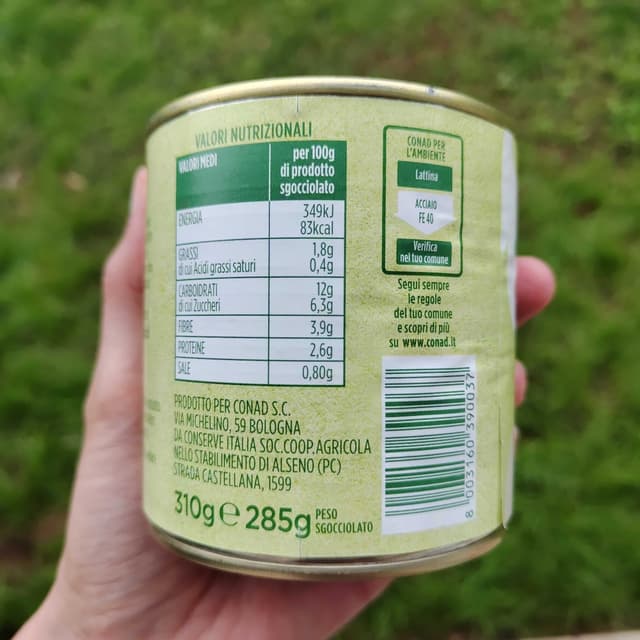 VALORI NUTRIZIONALI
VALORI MEDI
per 100g
di prodotto
sgocciolato
ENERGIA 349kJ
83kcal
GRASSI 1,8g
di cui Acidi grassi saturi 0,4g
CARBOIDRATI 12g
di cui Zuccheri 6,3g
FIBRE 3,9g
PROTEINE 2,6g
SALE 0,80g
PRODOTTO PER CONAD S.C.
VIA MICHELINO, 59 BOLOGNA
DA CONSERVE ITALIA SOC.COOP.AGRICOLA
NELLO STABILIMENTO DI ALSENO (PC)
STRADA CASTELLANA, 1599
310g e 285g PESO
SGOCCIOLATO
CONAD PER
L'AMBIENTE
Lattina
ACCIAIO
FE 40
Verifica
nel tuo comune
Segui sempre
le regole
del tuo comune
e scopri di più
su www.conad.it
8 003160 390037